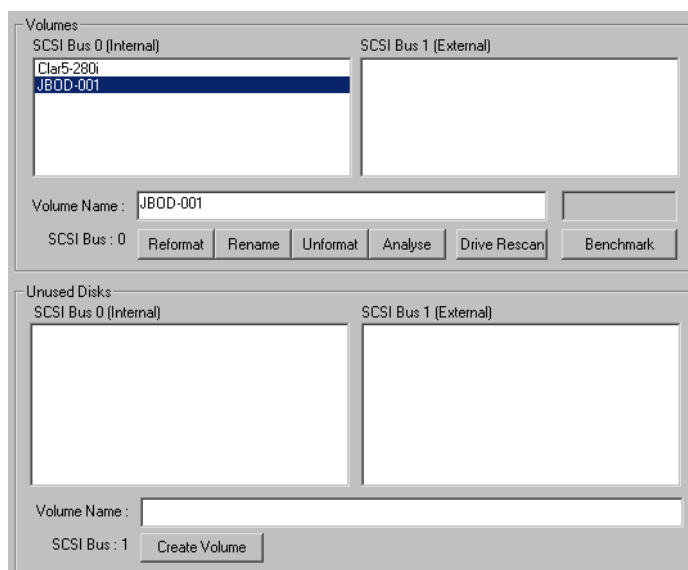 Volumes
SCSI Bus 0 (Internal)
SCSI Bus 1 (External)
Clar5-280i
JBOD-001
Volume Name :
JBOD-001
SCSI Bus : 0
Reformat
Rename
Unformat
Analyse
Drive Rescan
Benchmark
Unused Disks
SCSI Bus 0 (Internal)
SCSI Bus 1 (External)
Volume Name :
SCSI Bus : 1
Create Volume